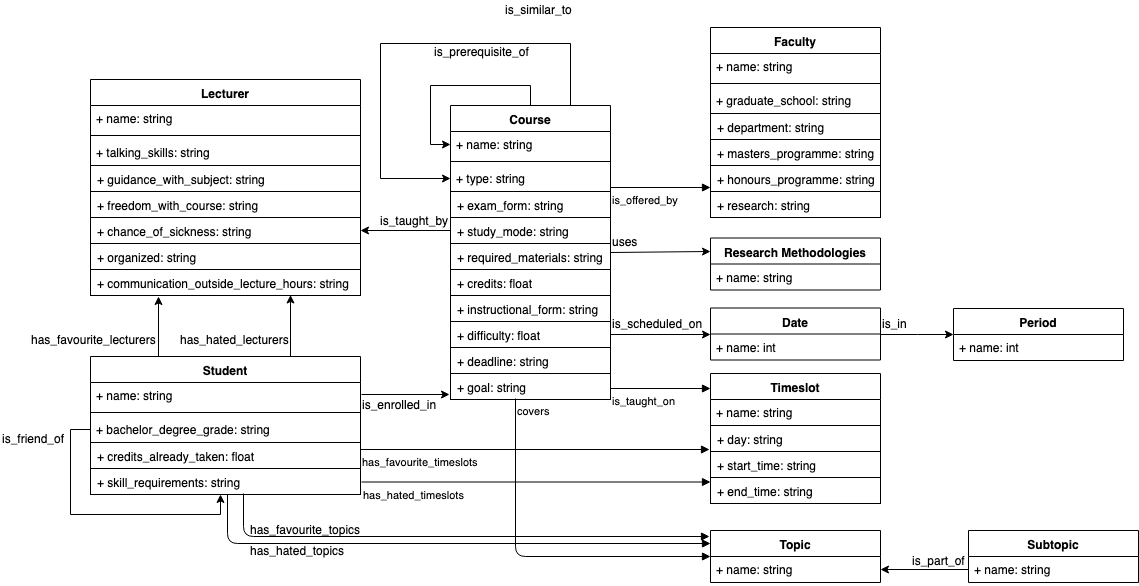 is_similar_to
is_prerequisite_of
Faculty
+ name: string
+ graduate_school: string
+ department: string
+ masters_programme: string
+ honours_programme: string
+ research: string
Lecturer
+ name: string
+ talking_skills: string
+ guidance_with_subject: string
+ freedom_with_course: string
+ chance_of_sickness: string
+ organized: string
+ communication_outside_lecture_hours: string
Course
+ name: string
+ type: string
+ exam_form: string
+ study_mode: string
+ required_materials: string
+ credits: float
+ instructional_form: string
+ difficulty: float
+ deadline: string
+ goal: string
is_offered_by
is_taught_by
uses
Research Methodologies
+ name: string
is_scheduled_on
Date
+ name: int
is_in
Period
+ name: int
has_favourite_lecturers
has_hated_lecturers
Student
+ name: string
+ bachelor_degree_grade: string
+ credits_already_taken: float
+ skill_requirements: string
is_friend_of
is_enrolled_in
is_taught_on
covers
Timeslot
+ name: string
+ day: string
+ start_time: string
+ end_time: string
has_favourite_timeslots
has_hated_timeslots
has_favourite_topics
has_hated_topics
Topic
+ name: string
is_part_of
Subtopic
+ name: string